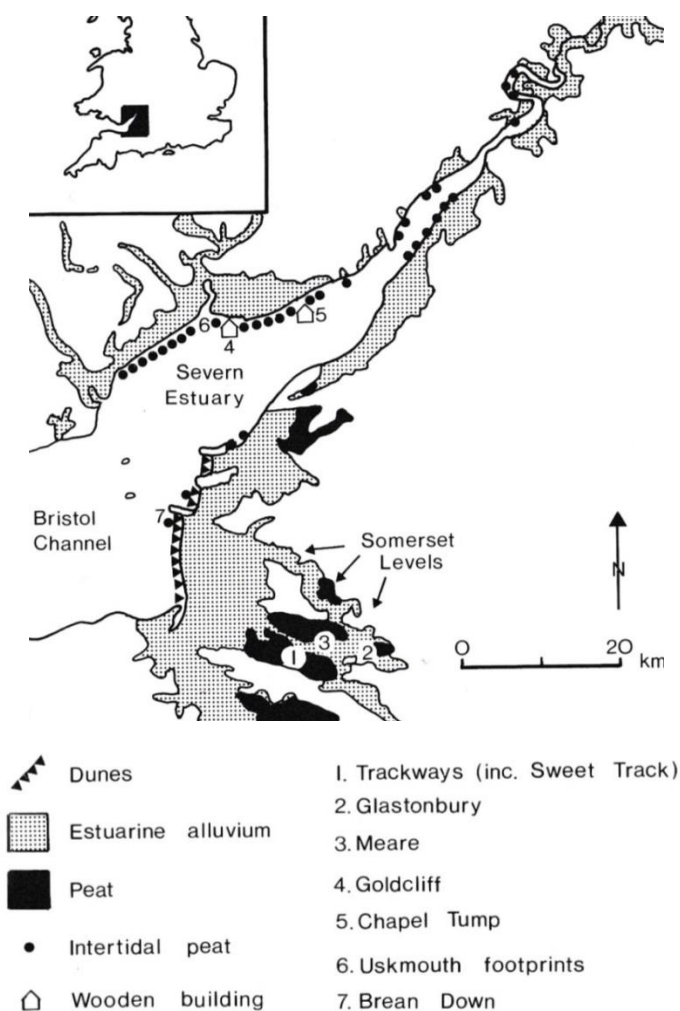 6
4
5
Severn
Estuary
7
Bristol
Channel
Somerset
Levels
N
3
2
1
0 20
km
Dunes
Estuarine alluvium
Peat
Intertidal peat
Wooden building
1. Trackways (inc. Sweet Track)
2. Glastonbury
3. Meare
4. Goldcliff
5. Chapel Tump
6. Uskmouth footprints
7. Brean Down